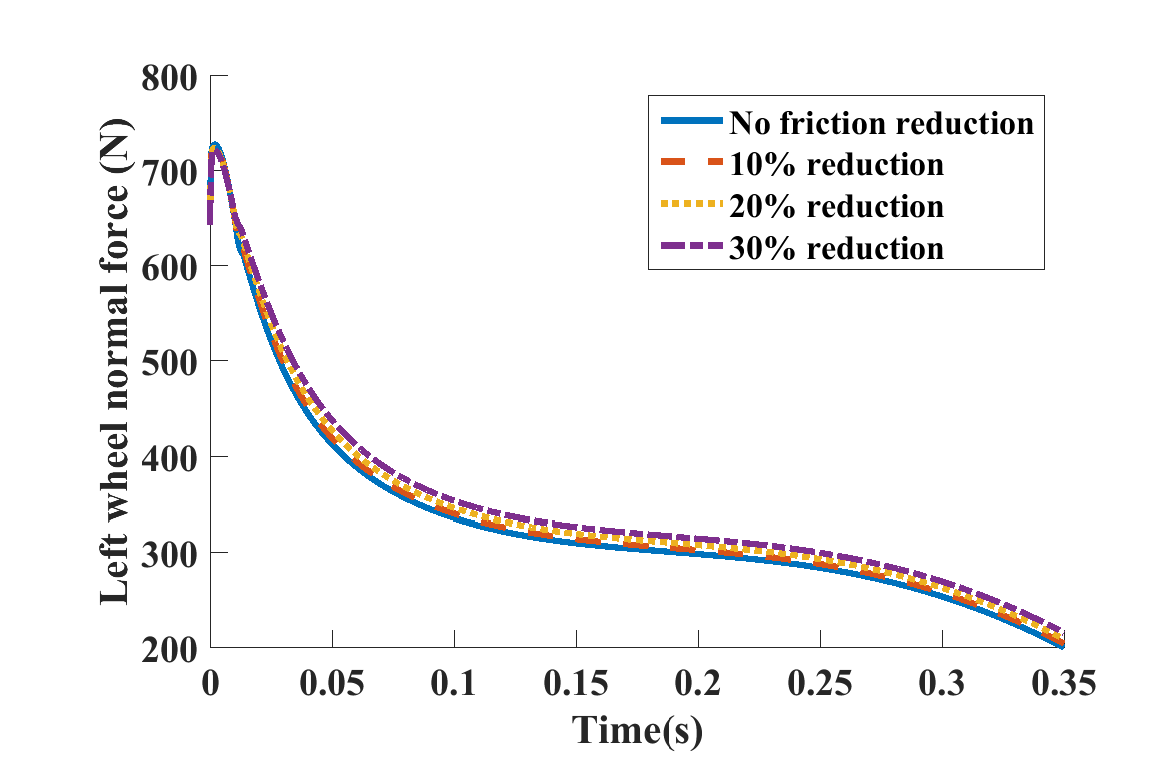 800
700
600
500
400
300
200
Left wheel normal force (N)
No friction reduction
10% reduction
20% reduction
30% reduction
0 0.05 0.1 0.15 0.2 0.25 0.3 0.35
Time(s)